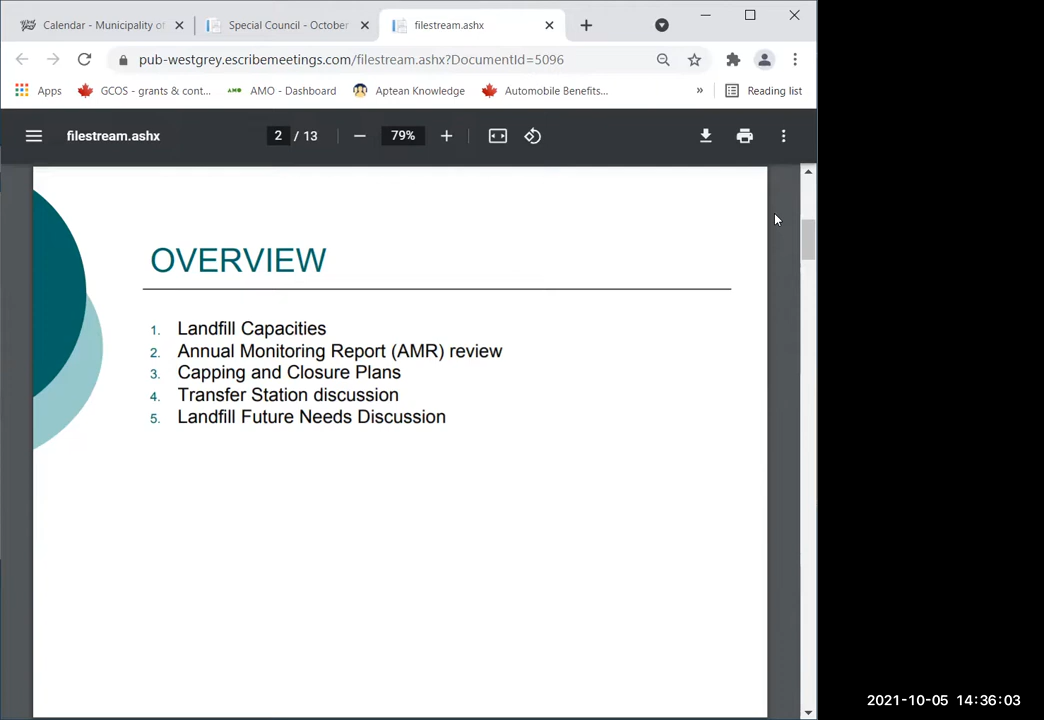 Calendar - Municipality of
Special Council - October
filestream.ashx
pub-westgrey.escribemeetings.com/filestream.ashx?DocumentId=5096
Apps
GCOS - grants & cont...
AMO
AMO - Dashboard
Aptean Knowledge
Automobile Benefits...
»
Reading list
filestream.ashx
2 / 13
79%
OVERVIEW
1. Landfill Capacities
2. Annual Monitoring Report (AMR) review
3. Capping and Closure Plans
4. Transfer Station discussion
5. Landfill Future Needs Discussion
2021-10-05 14:36:03